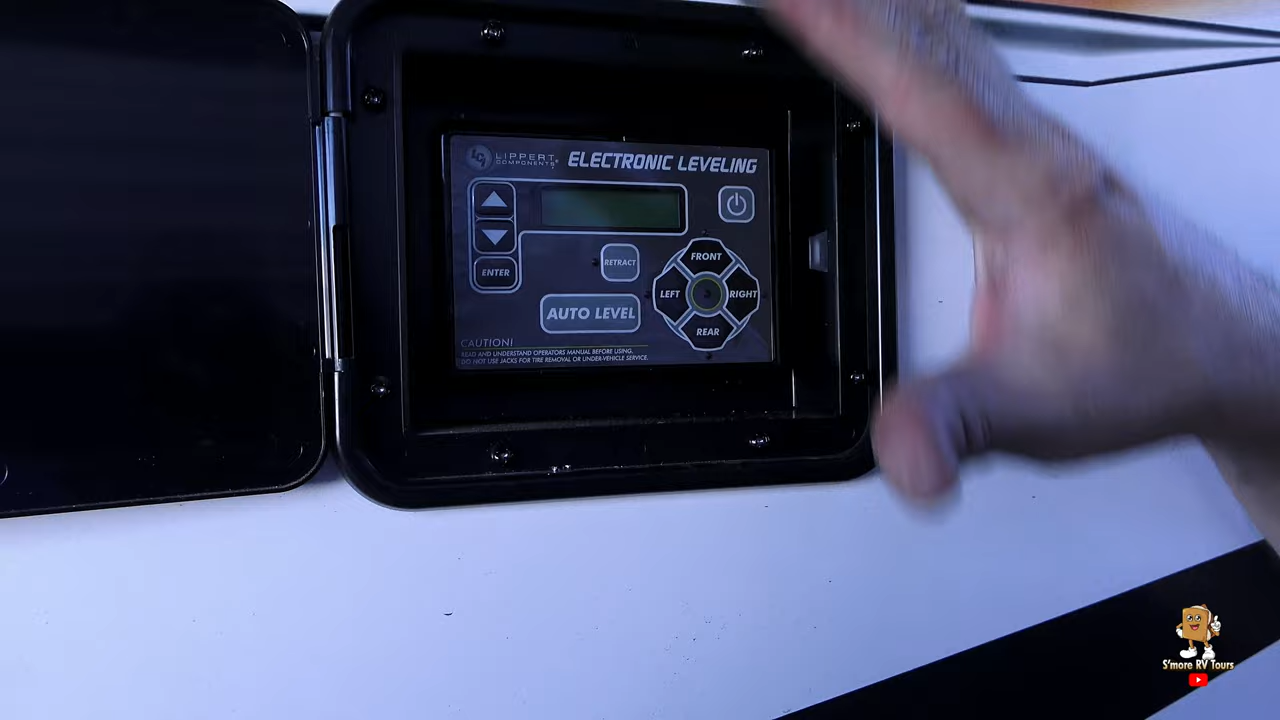 LCI LIPPERT COMPONENTS® ELECTRONIC LEVELING
ENTER
RETRACT
AUTO LEVEL
FRONT
LEFT
RIGHT
REAR
CAUTION!
READ AND UNDERSTAND OPERATORS MANUAL BEFORE USING.
DO NOT USE JACKS FOR TIRE REMOVAL OR UNDER-VEHICLE SERVICE.
S'more RV Tours